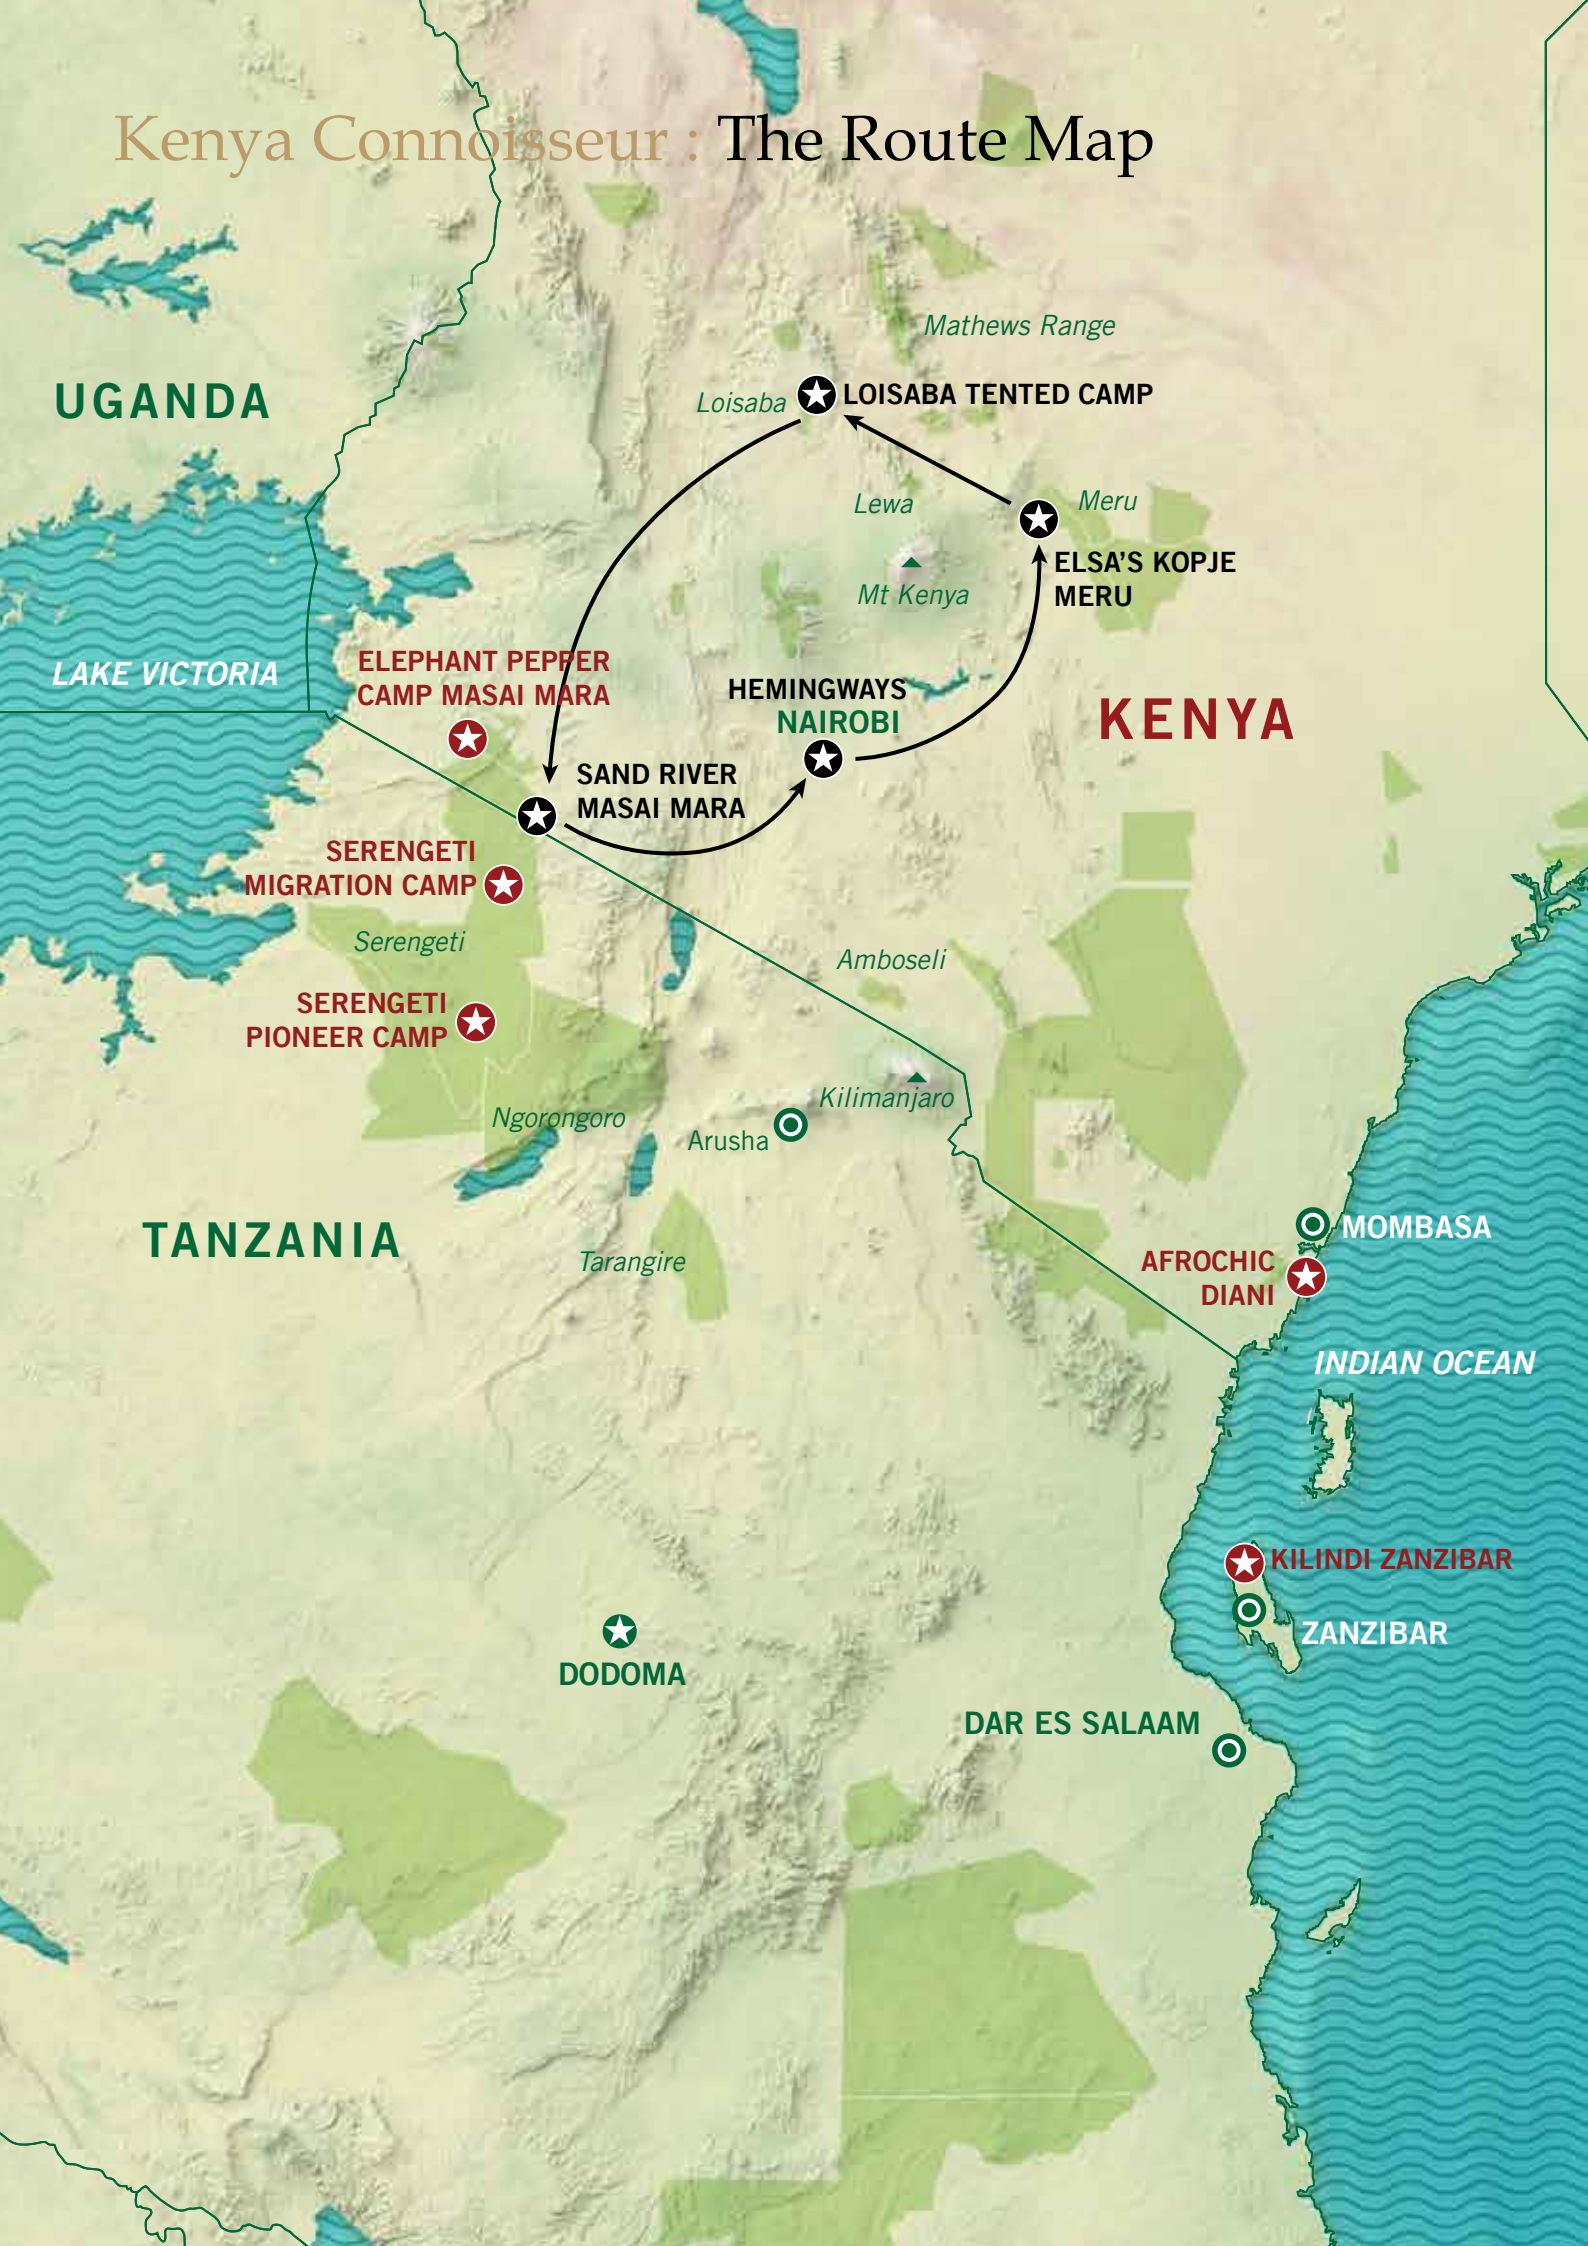 Kenya Connoisseur : The Route Map
Mathews Range
UGANDA
Loisaba
LOISABA TENTED CAMP
Lewa
Meru
ELSA’S KOPJE
MERU
Mt Kenya
LAKE VICTORIA
ELEPHANT PEPPER
CAMP MASAI MARA
HEMINGWAYS
NAIROBI
KENYA
SAND RIVER
MASAI MARA
SERENGETI
MIGRATION CAMP
Serengeti
Amboseli
SERENGETI
PIONEER CAMP
Kilimanjaro
Ngorongoro
Arusha
TANZANIA
Tarangire
MOMBASA
AFROCHIC
DIANI
INDIAN OCEAN
KILINDI ZANZIBAR
ZANZIBAR
DODOMA
DAR ES SALAAM